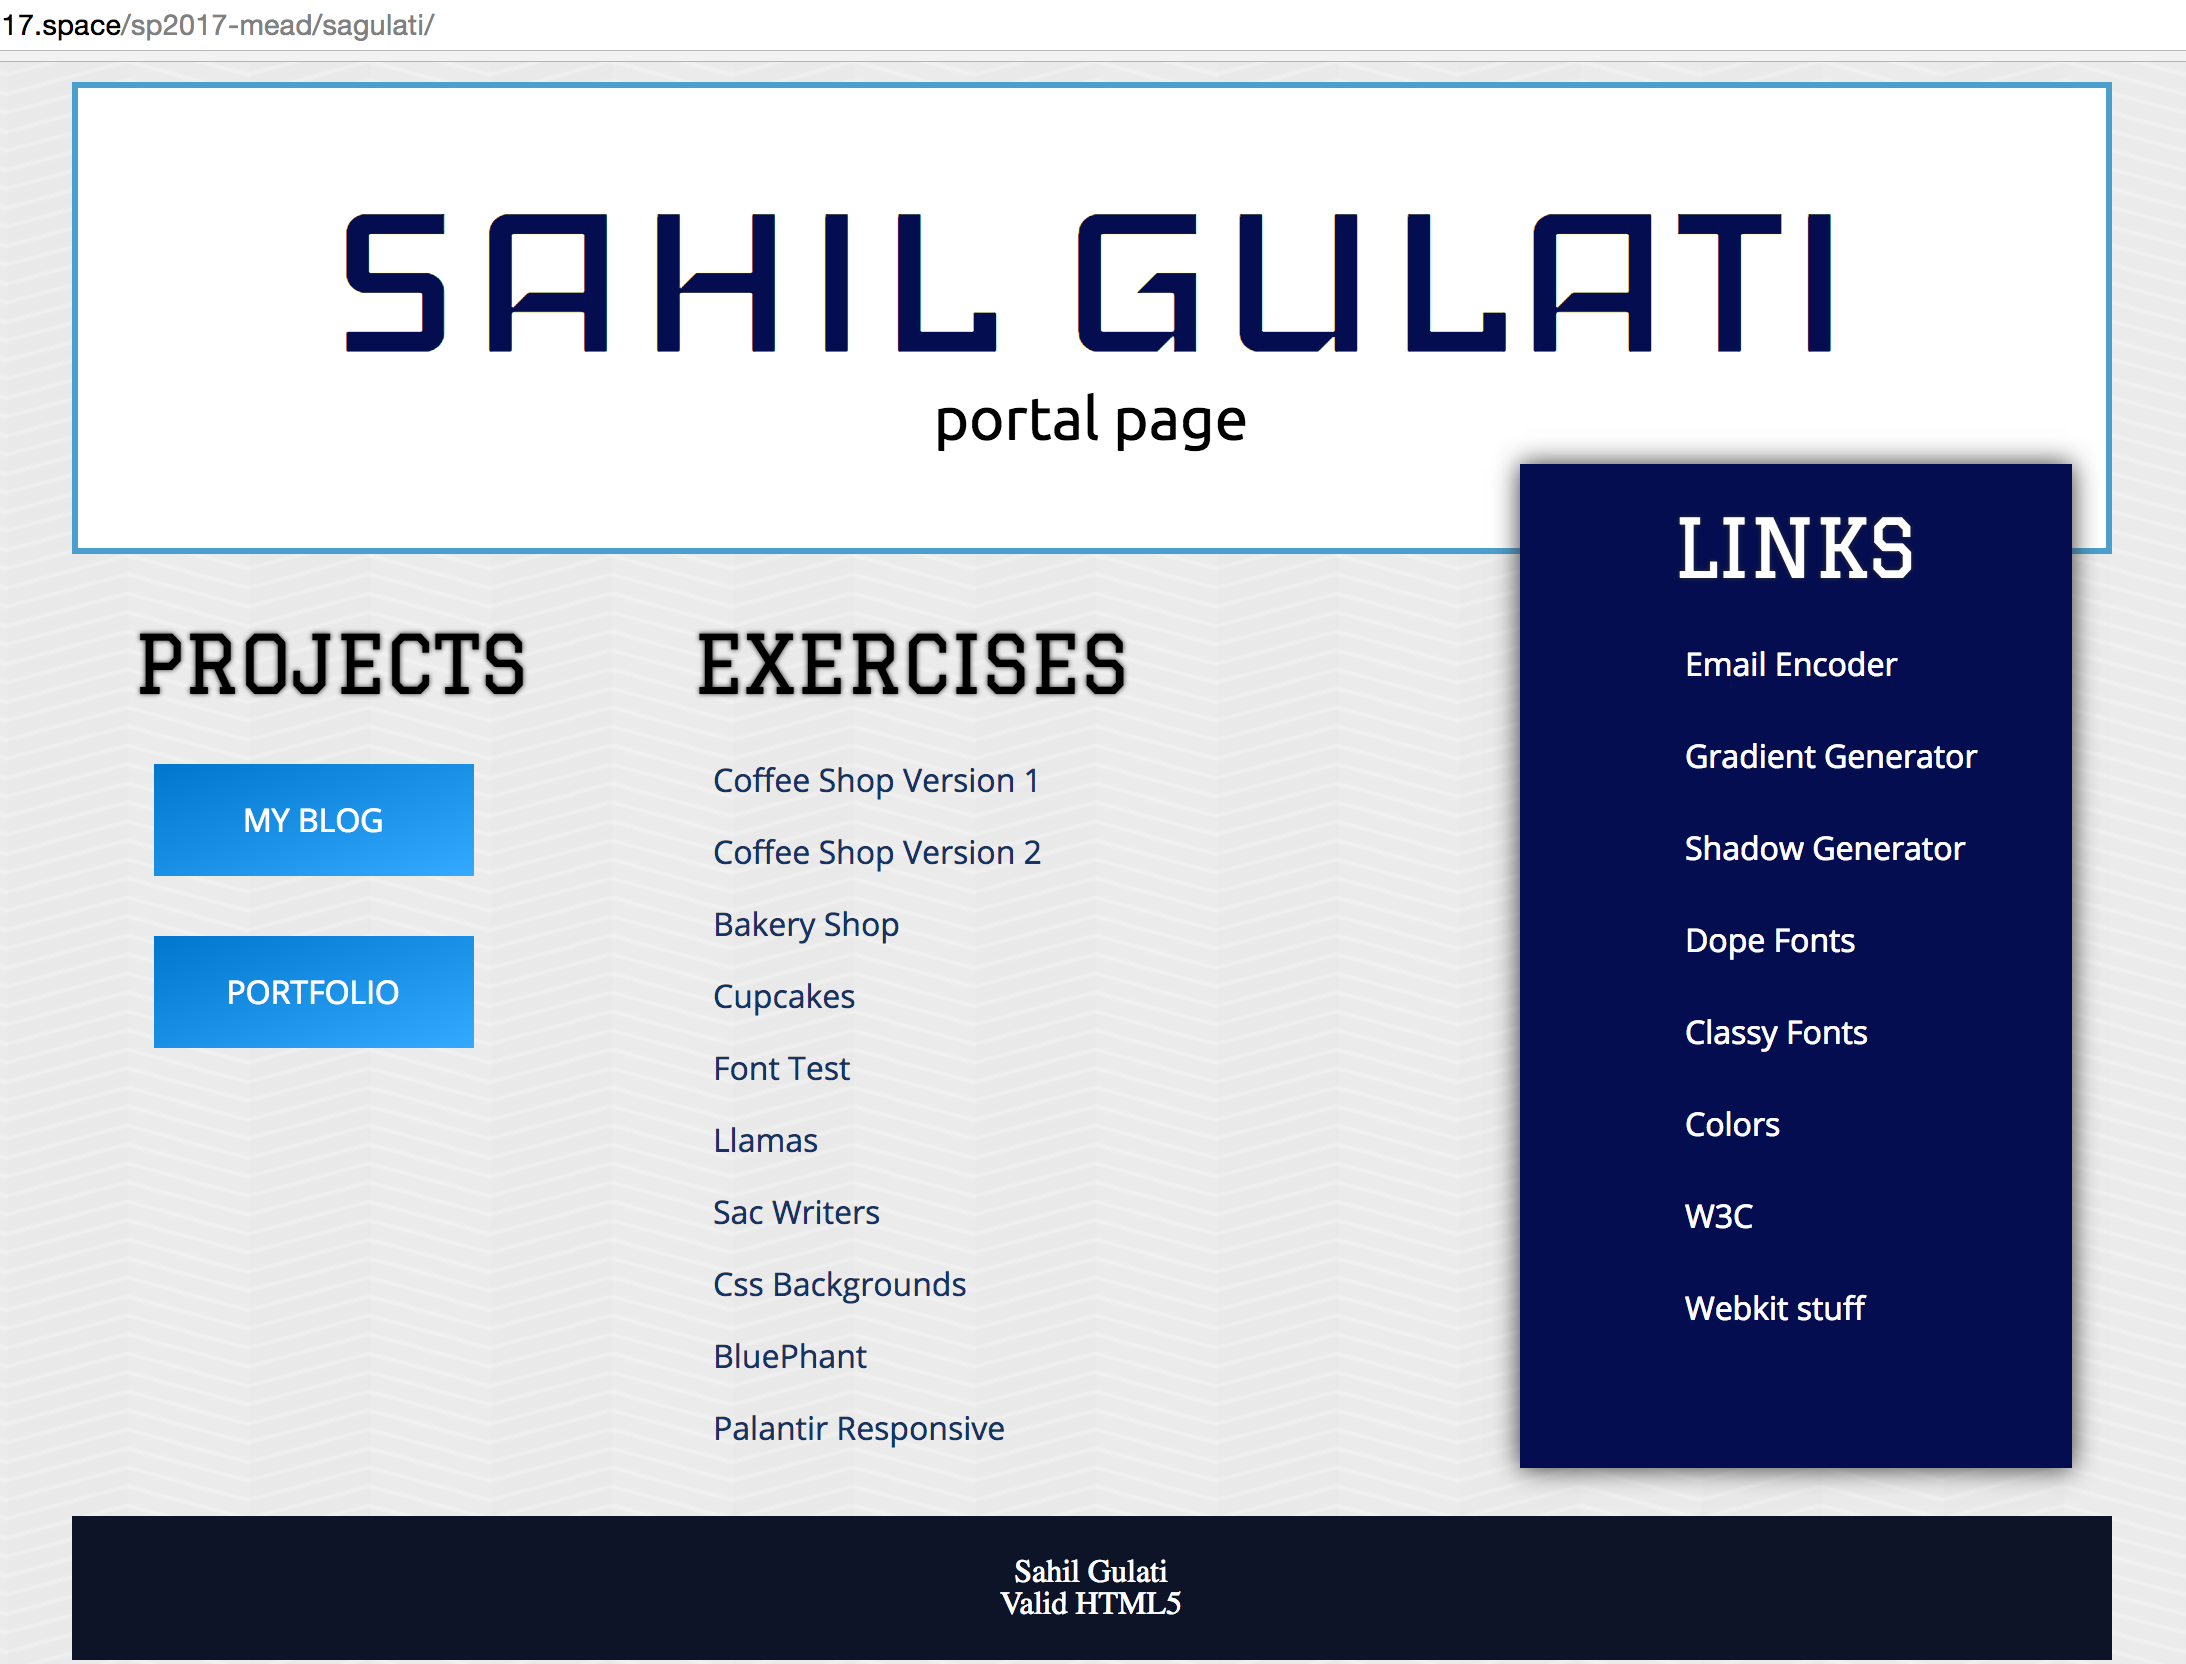 17.space/sp2017-mead/sagulati/
SAHIL GULATI
portal page
PROJECTS
MY BLOG
PORTFOLIO
EXERCISES
Coffee Shop Version 1
Coffee Shop Version 2
Bakery Shop
Cupcakes
Font Test
Llamas
Sac Writers
Css Backgrounds
BluePhant
Palantir Responsive
LINKS
Email Encoder
Gradient Generator
Shadow Generator
Dope Fonts
Classy Fonts
Colors
W3C
Webkit stuff
Sahil Gulati
Valid HTML5